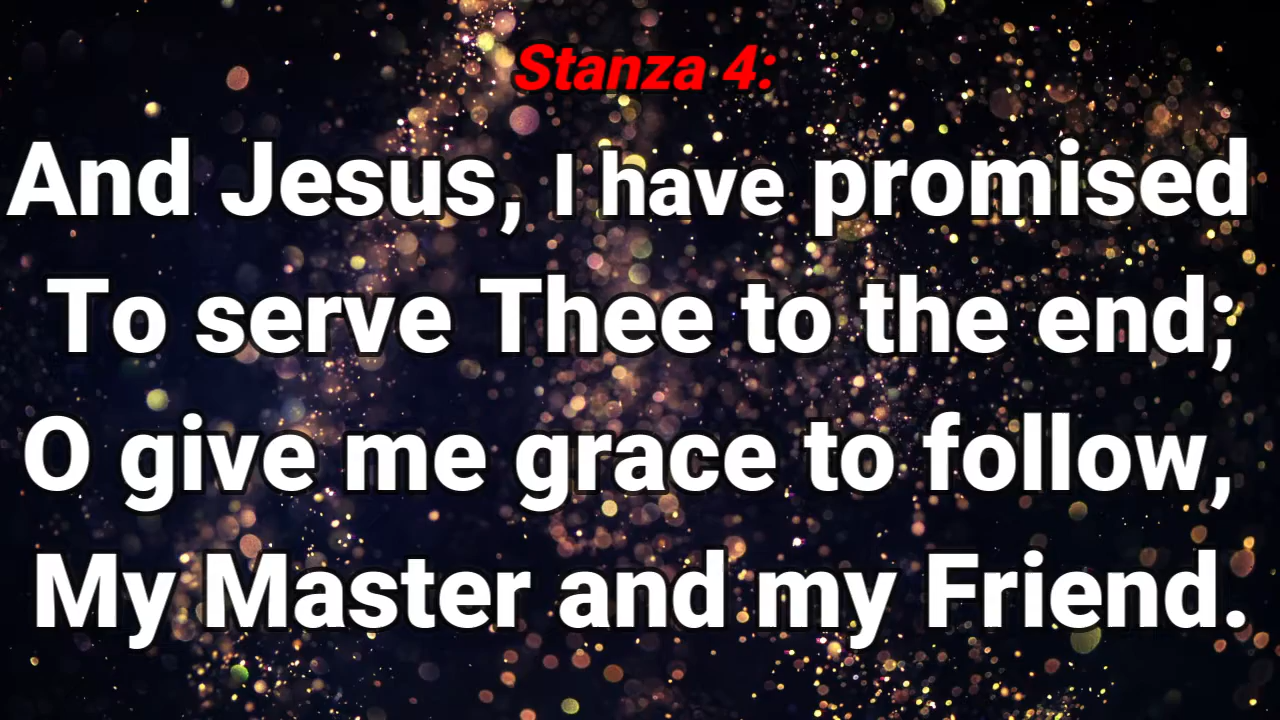 Stanza 4:
And Jesus, I have promised
To serve Thee to the end;
O give me grace to follow,
My Master and my Friend.